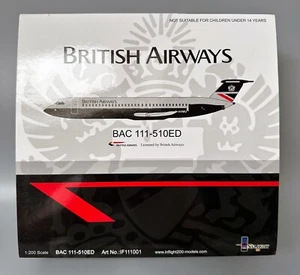 NOT SUITABLE FOR CHILDREN UNDER 14 YEARS
BRITISH AIRWAYS
BAC 111-510ED
Licensed by British Airways
1:200 Scale BAC 111-510ED Art No.:IF111001 www.inflight200-models.com